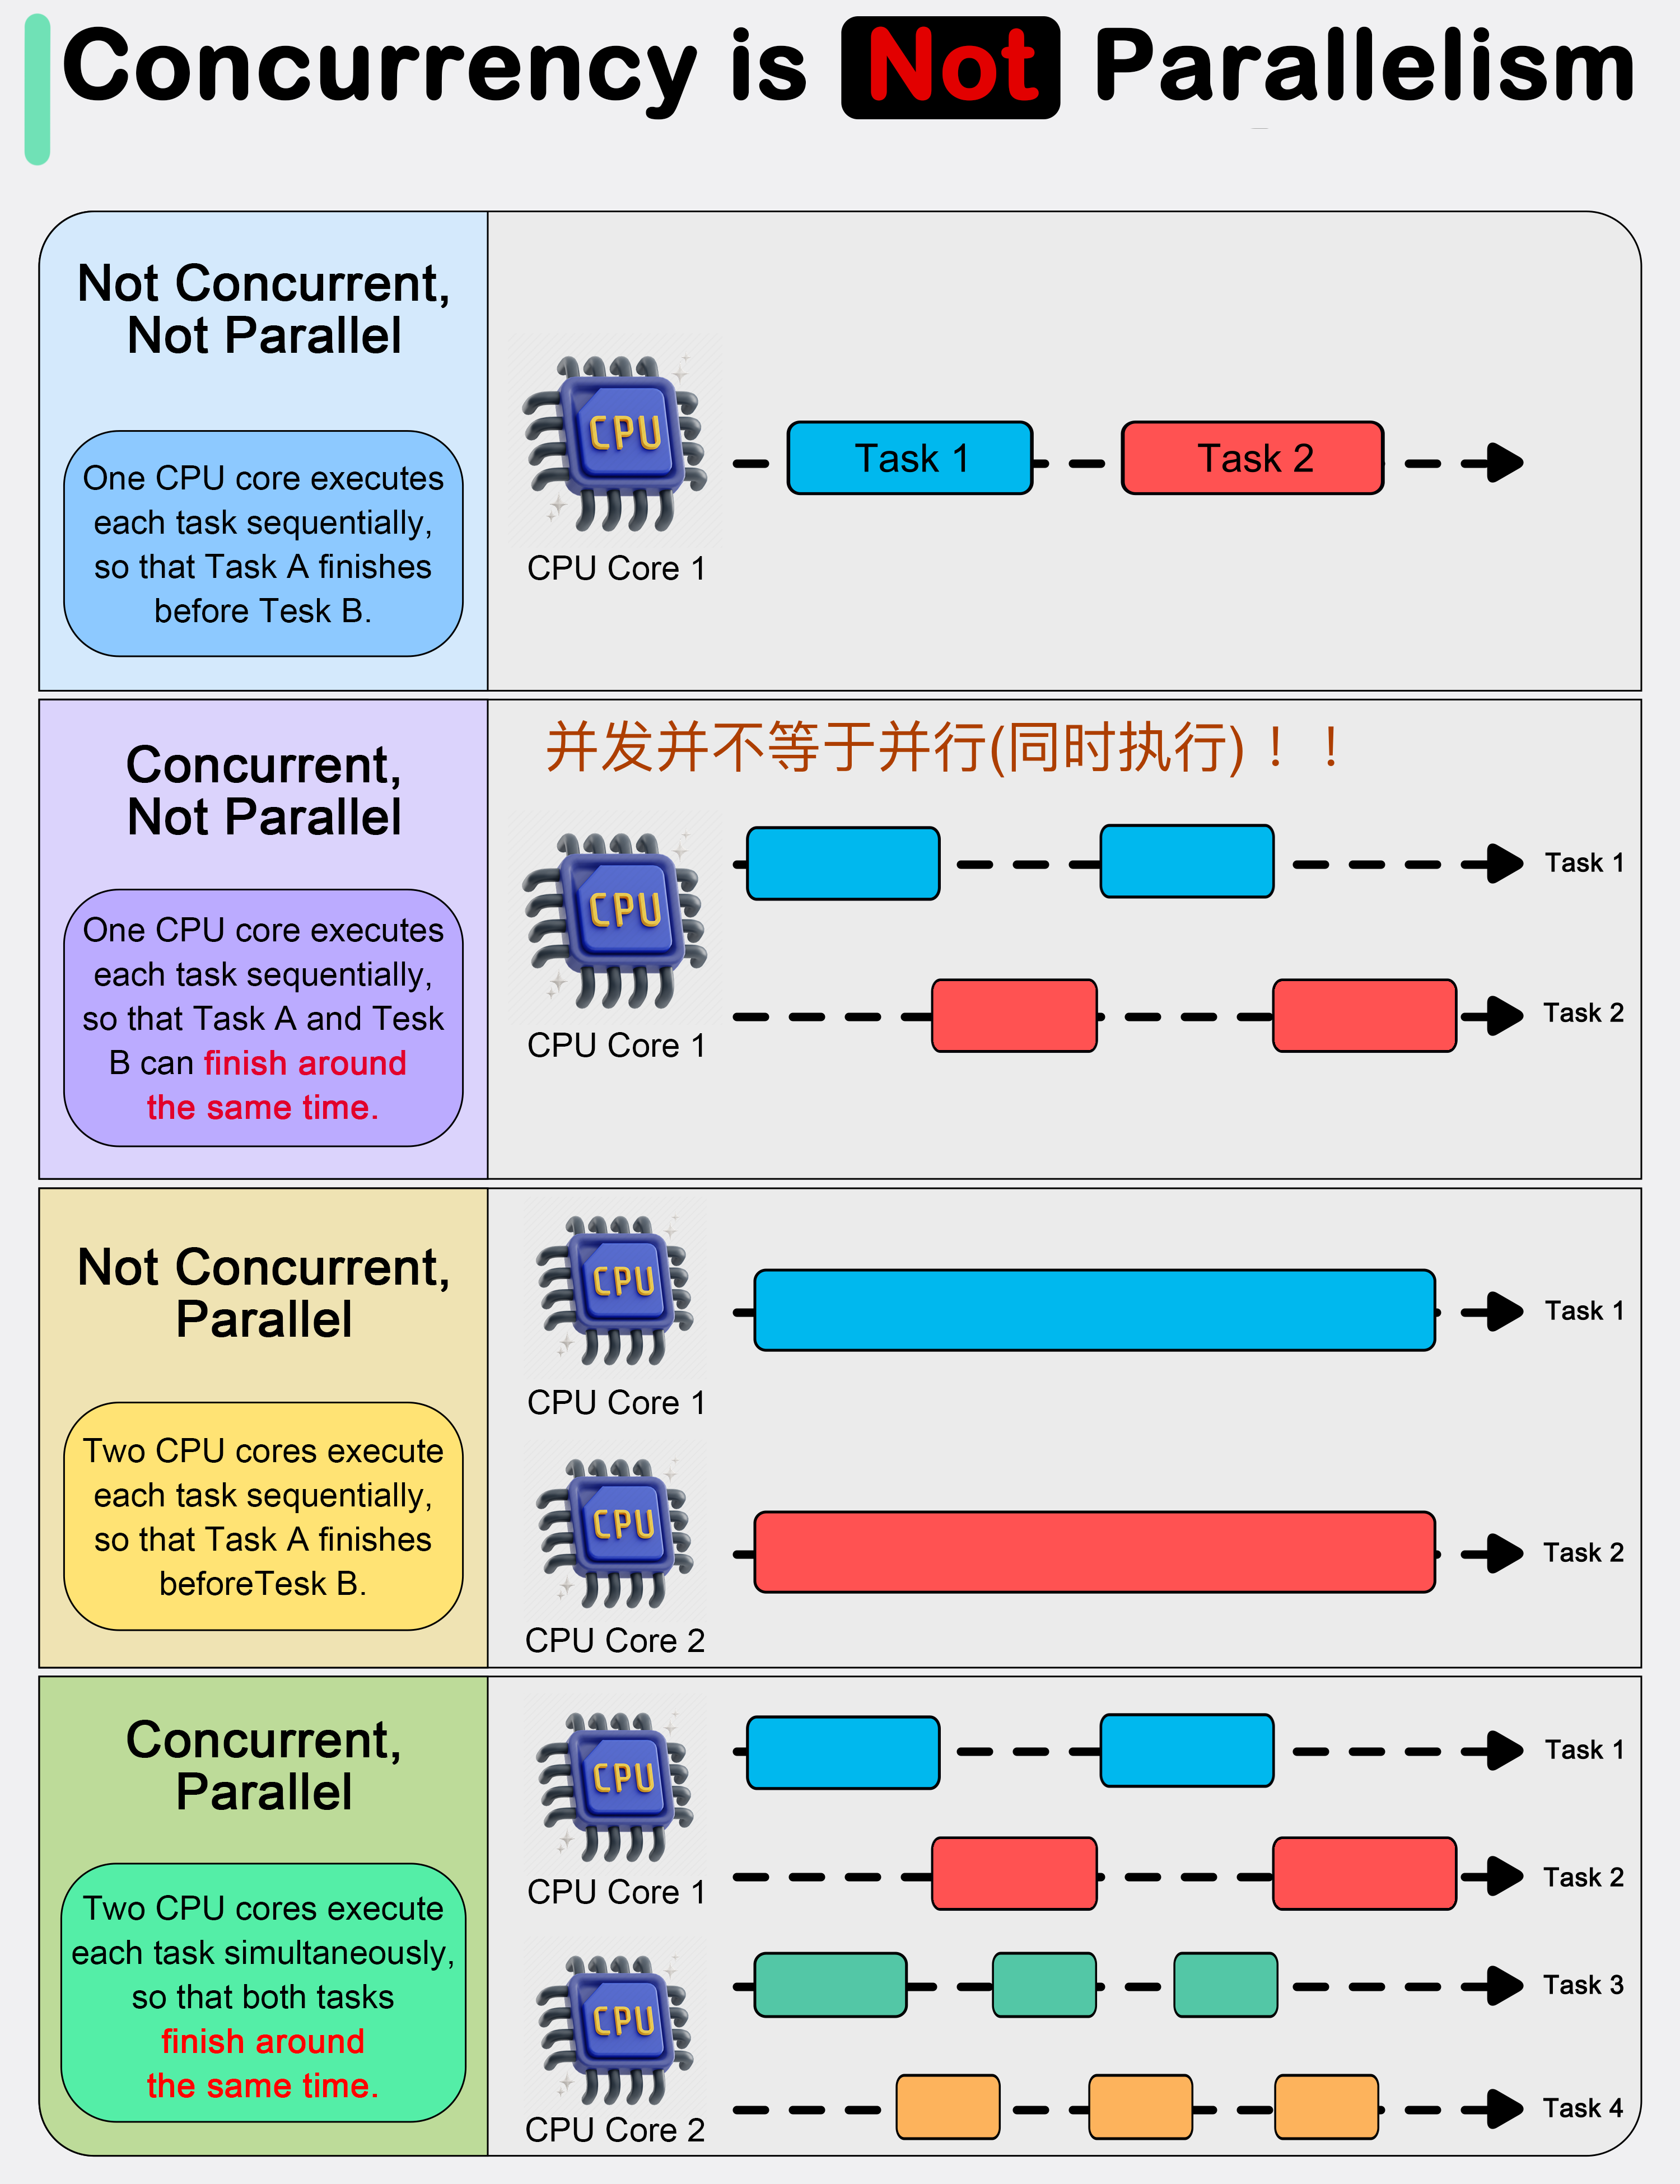 Concurrency is Not Parallelism
Not Concurrent,
Not Parallel
One CPU core executes
each task sequentially,
so that Task A finishes
before Tesk B.
CPU
CPU Core 1
Task 1
Task 2
Concurrent,
Not Parallel
One CPU core executes
each task sequentially,
so that Task A and Tesk
B can finish around
the same time.
并发并不等于并行(同时执行)！！
CPU
CPU Core 1
Task 1
Task 2
Not Concurrent,
Parallel
Two CPU cores execute
each task sequentially,
so that Task A finishes
beforeTesk B.
CPU
CPU Core 1
Task 1
CPU
CPU Core 2
Task 2
Concurrent,
Parallel
Two CPU cores execute
each task simultaneously,
so that both tasks
finish around
the same time.
CPU
CPU Core 1
Task 1
Task 2
CPU
CPU Core 2
Task 3
Task 4